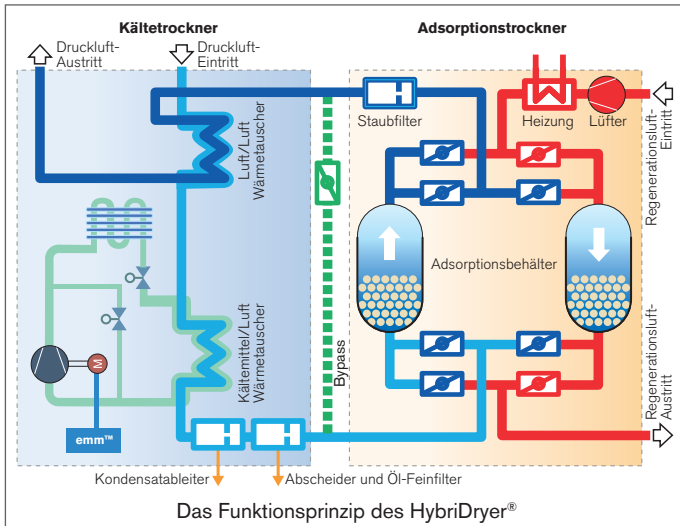 Kältetrockner
Adsorptionstrockner
Druckluft-
Austritt
Druckluft-
Eintritt
Staubfilter
Heizung
Lüfter
Regenerationsluft-
Eintritt
Luft/Luft
Wärmetauscher
Adsorptionsbehälter
Kältemittel/Luft
Wärmetauscher
Bypass
M
emm™
Regenerationsluft-
Austritt
Kondensatableiter
Abscheider und Öl-Feinfilter
Das Funktionsprinzip des HybriDryer®